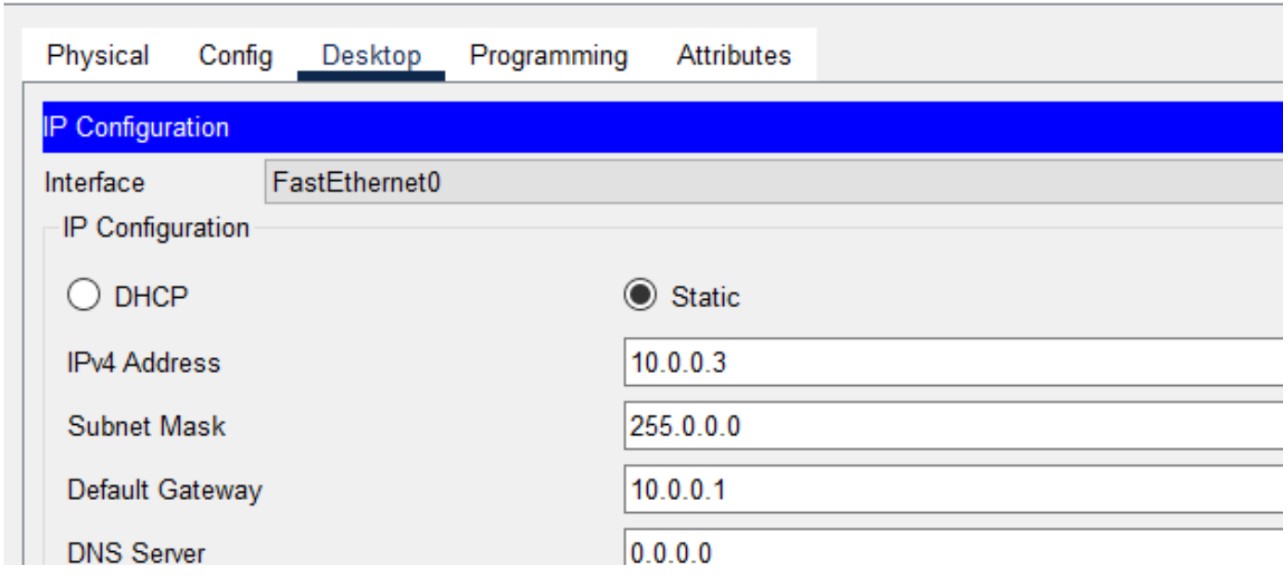 Physical Config Desktop Programming Attributes
IP Configuration
Interface FastEthernet0
IP Configuration
DHCP Static
IPv4 Address 10.0.0.3
Subnet Mask 255.0.0.0
Default Gateway 10.0.0.1
DNS Server 0.0.0.0